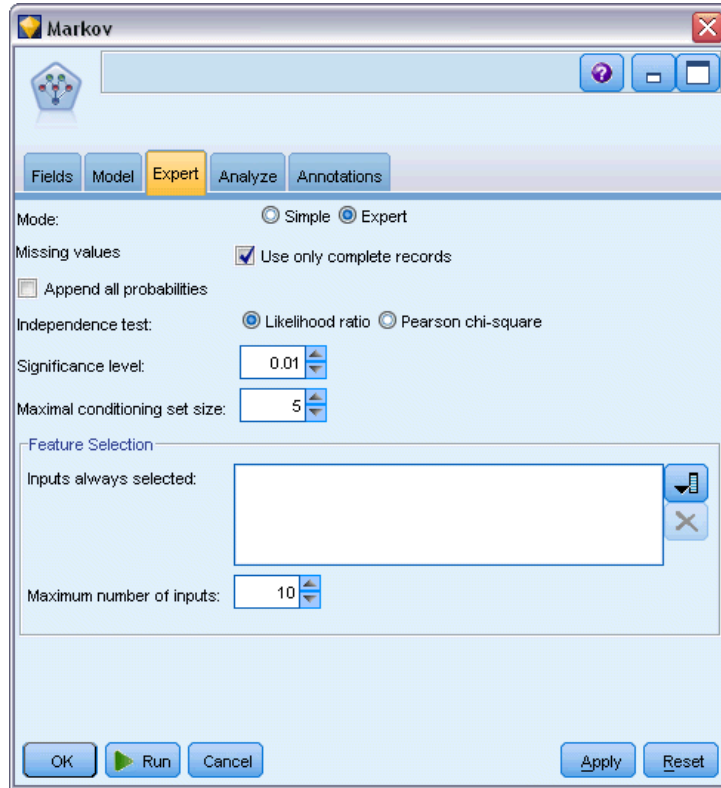 Markov
?
Fields Model Expert Analyze Annotations
Mode: Simple Expert
Missing values Use only complete records
Append all probabilities
Independence test: Likelihood ratio Pearson chi-square
Significance level: 0.01
Maximal conditioning set size: 5
Feature Selection
Inputs always selected:
Maximum number of inputs: 10
OK Run Cancel Apply Reset